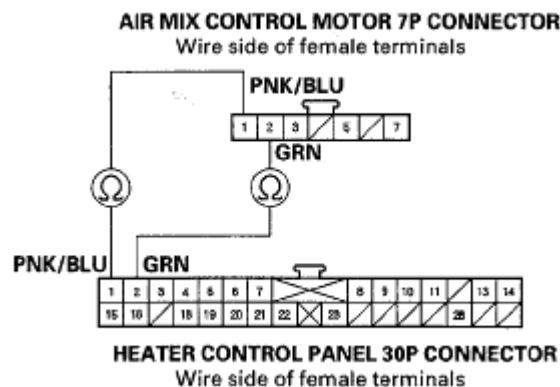 AIR MIX CONTROL MOTOR 7P CONNECTOR
Wire side of female terminals
PNK/BLU
1 2 3 5 7
GRN
Ω Ω
PNK/BLU GRN
1 2 3 4 5 6 7 8 9 10 11 13 14
15 16 18 19 20 21 22 23 28
HEATER CONTROL PANEL 30P CONNECTOR
Wire side of female terminals